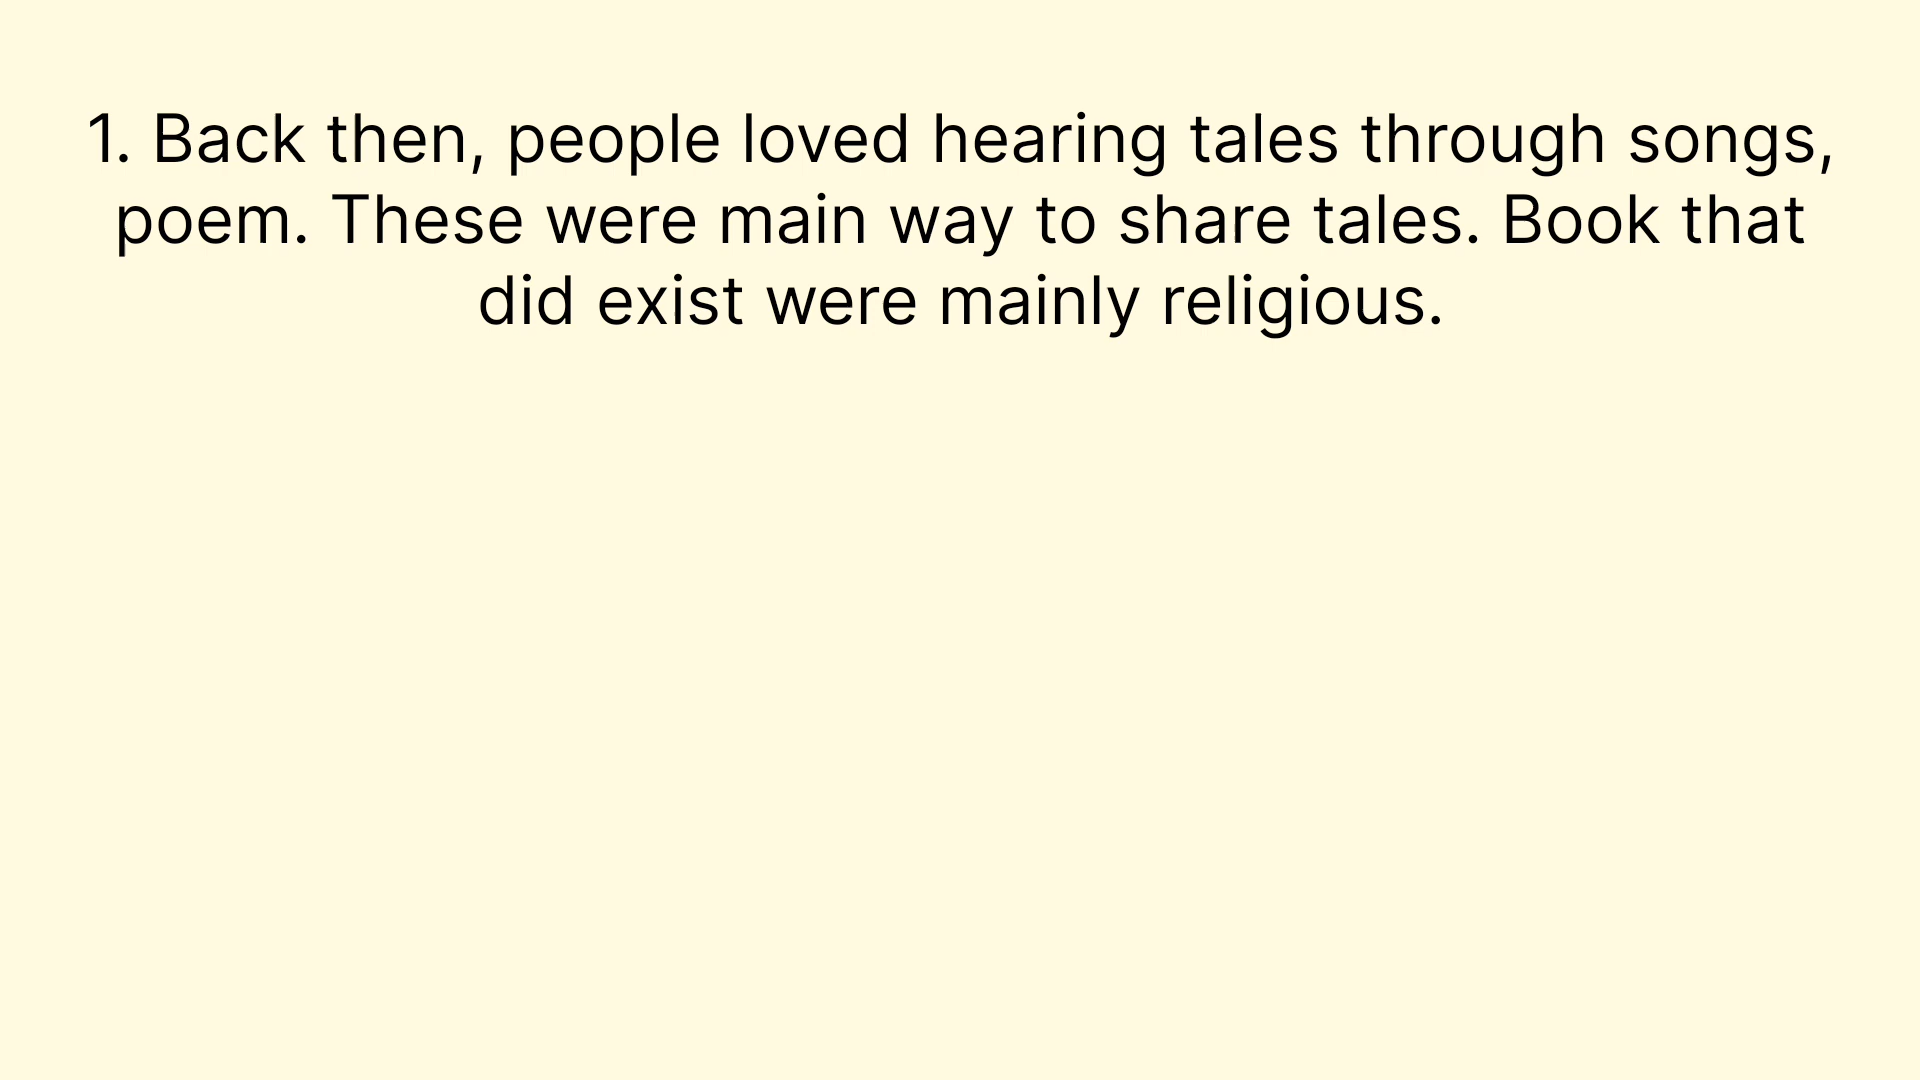 1. Back then, people loved hearing tales through songs,
poem. These were main way to share tales. Book that
did exist were mainly religious.